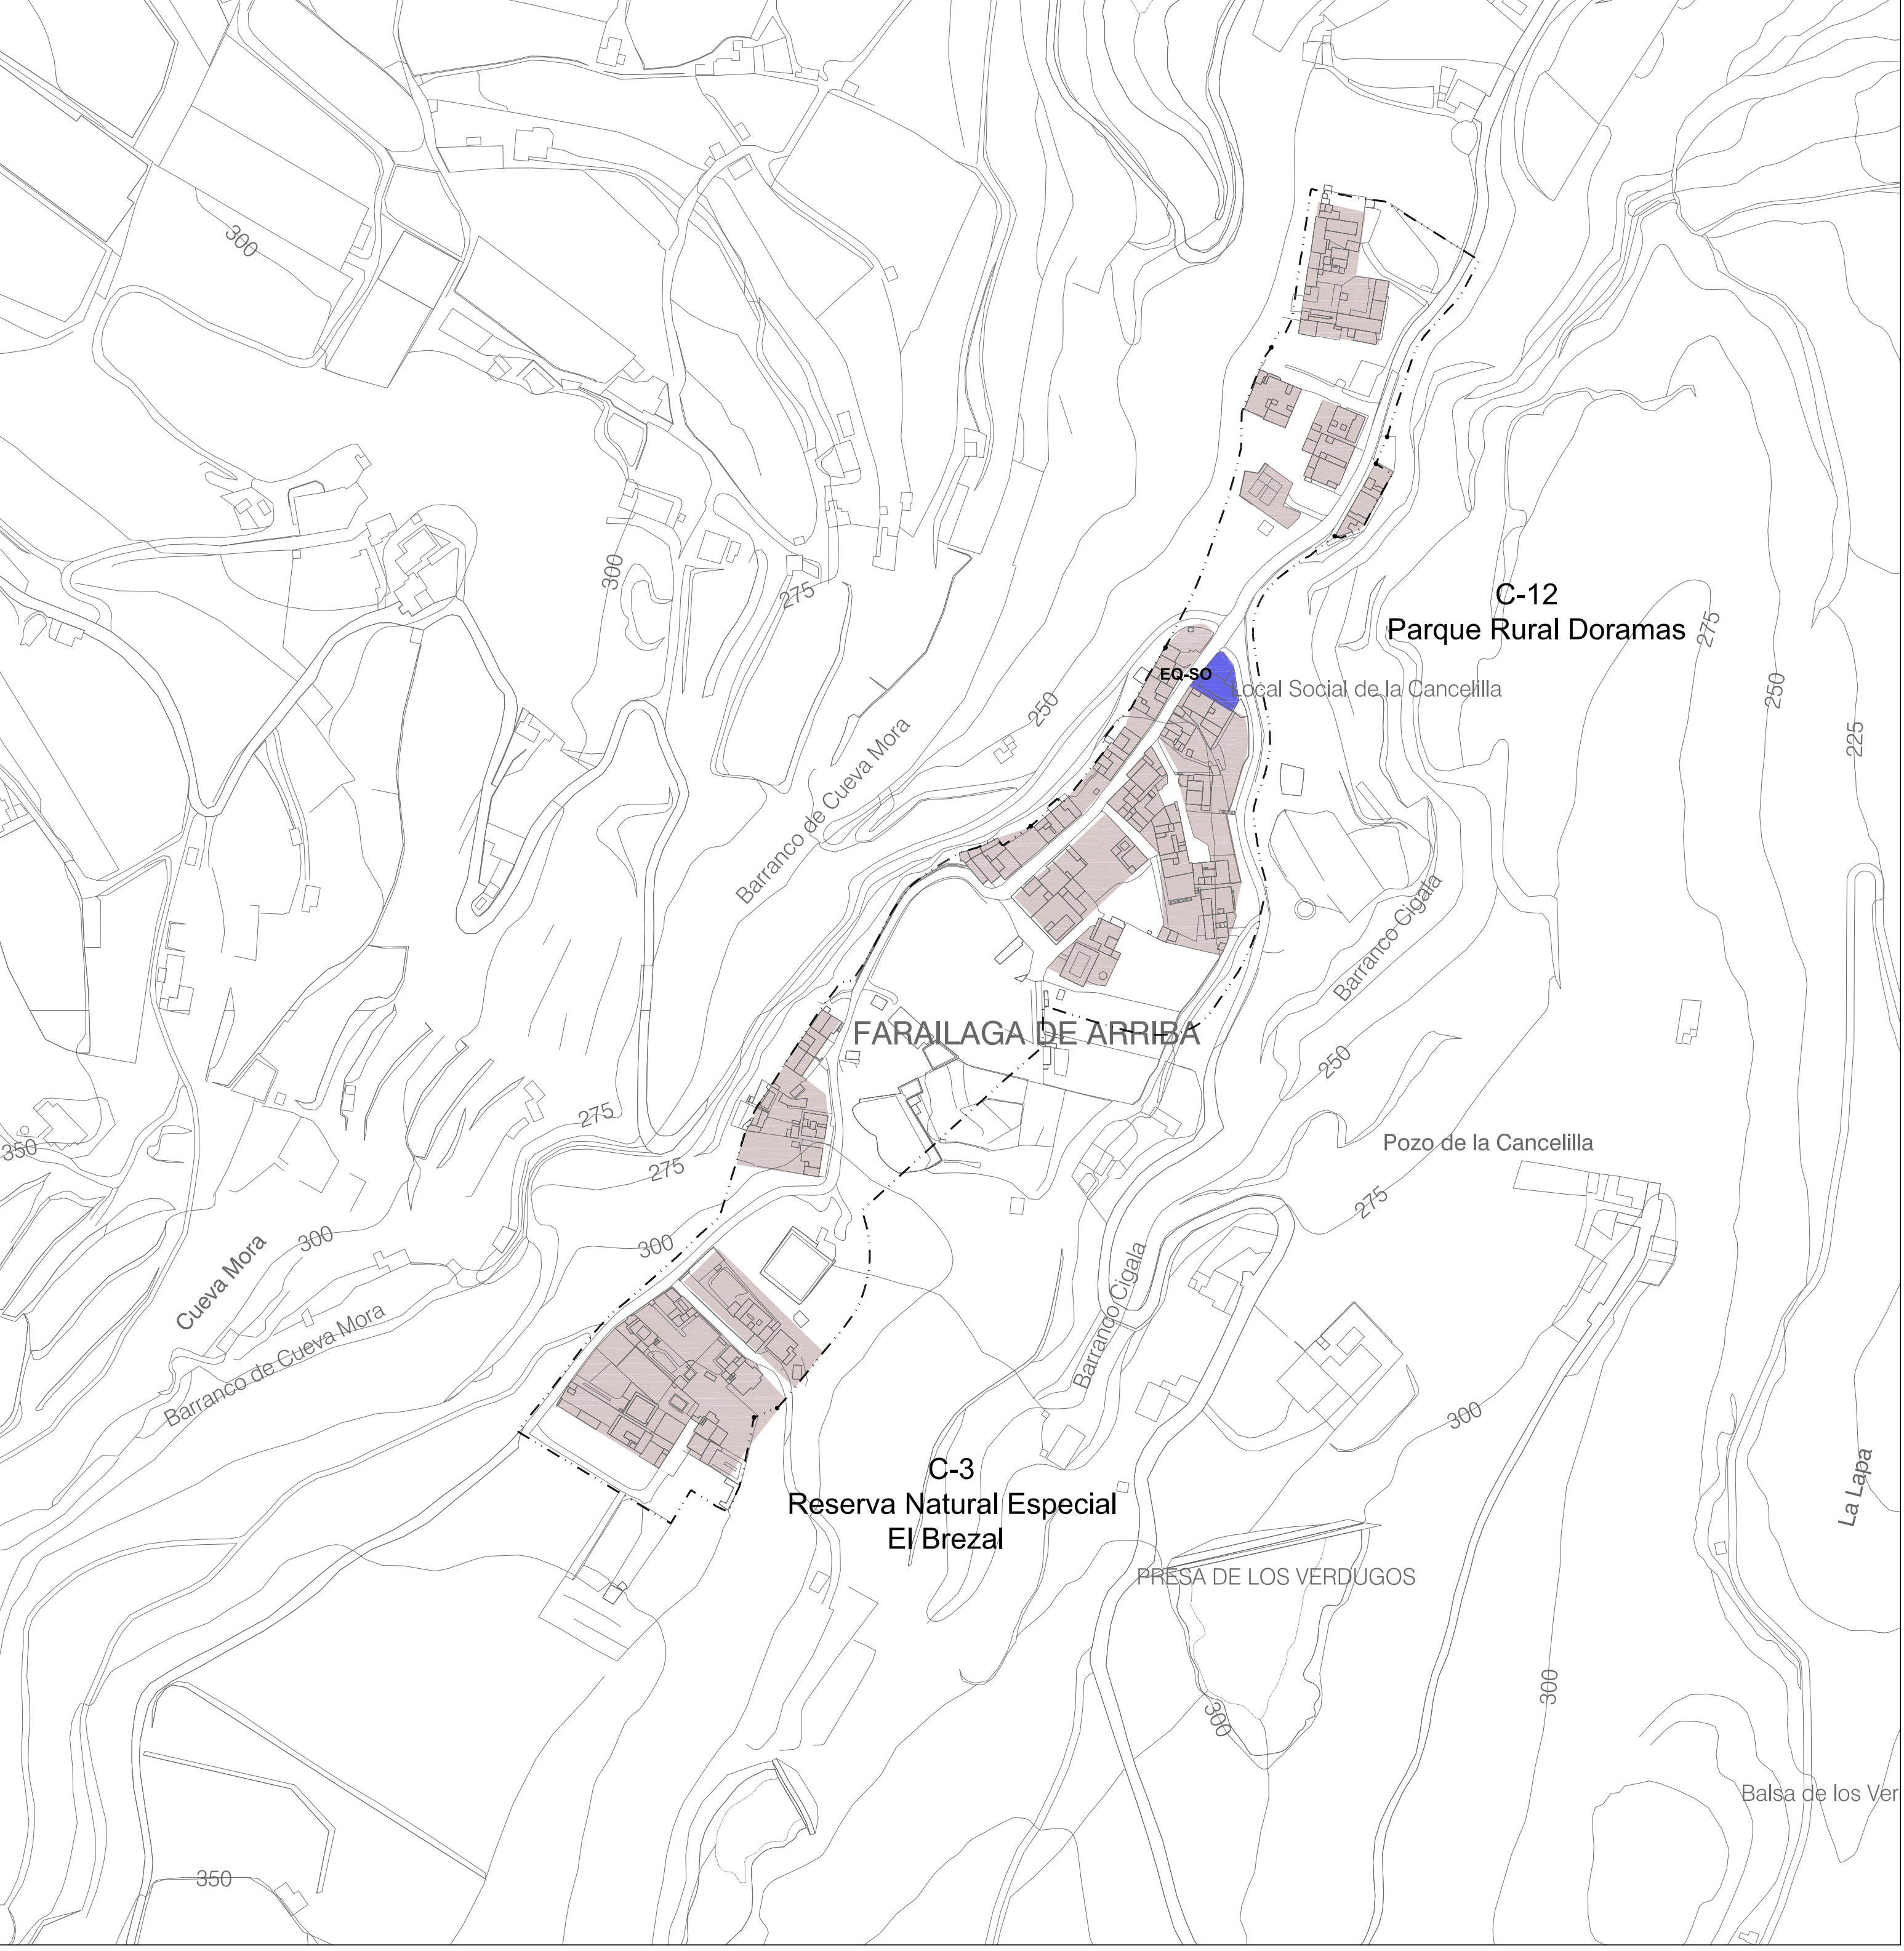 300
300
275
C-12
Parque Rural Doramas
275
EQ-SO
Local Social de la Cancelilla
250
250
225
Barranco de Cueva Mora
Barranco Cigala
FARAILAGA DE ARRIBA
250
275
350
Pozo de la Cancelilla
275
275
300
300
Cueva Mora
Barranco de Cueva Mora
Barranco Cigala
300
C-3
Reserva Natural Especial
El Brezal
La Lapa
PRESA DE LOS VERDUGOS
300
300
Balsa de los Ver
350